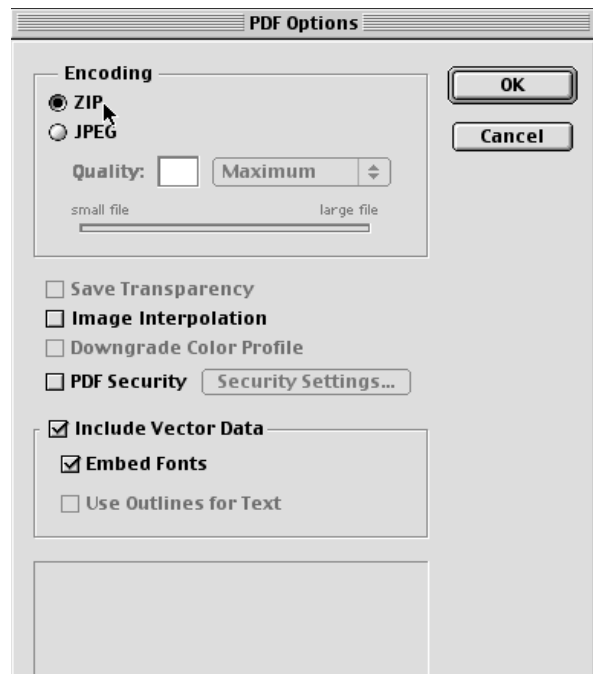 PDF Options
Encoding
ZIP
JPEG
Quality: Maximum
small file large file
OK
Cancel
Save Transparency
Image Interpolation
Downgrade Color Profile
PDF Security Security Settings...
Include Vector Data
Embed Fonts
Use Outlines for Text